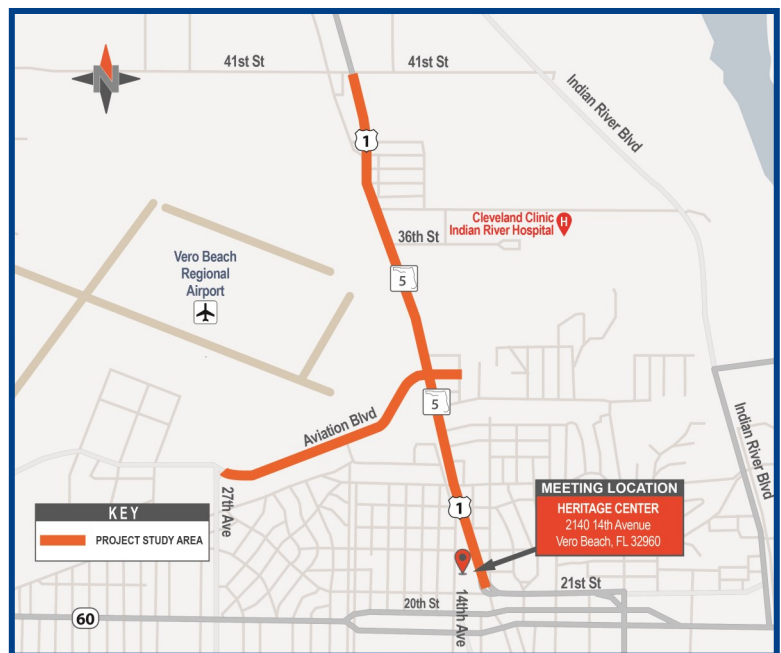 41st St
41st St
N
1
Indian River Blvd
Cleveland Clinic
Indian River Hospital
H
36th St
Vero Beach
Regional
Airport
5
5
Aviation Blvd
Indian River Blvd
27th Ave
KEY
PROJECT STUDY AREA
1
MEETING LOCATION
HERITAGE CENTER
2140 14th Avenue
Vero Beach, FL 32960
21st St
20th St
14thh Ave
60